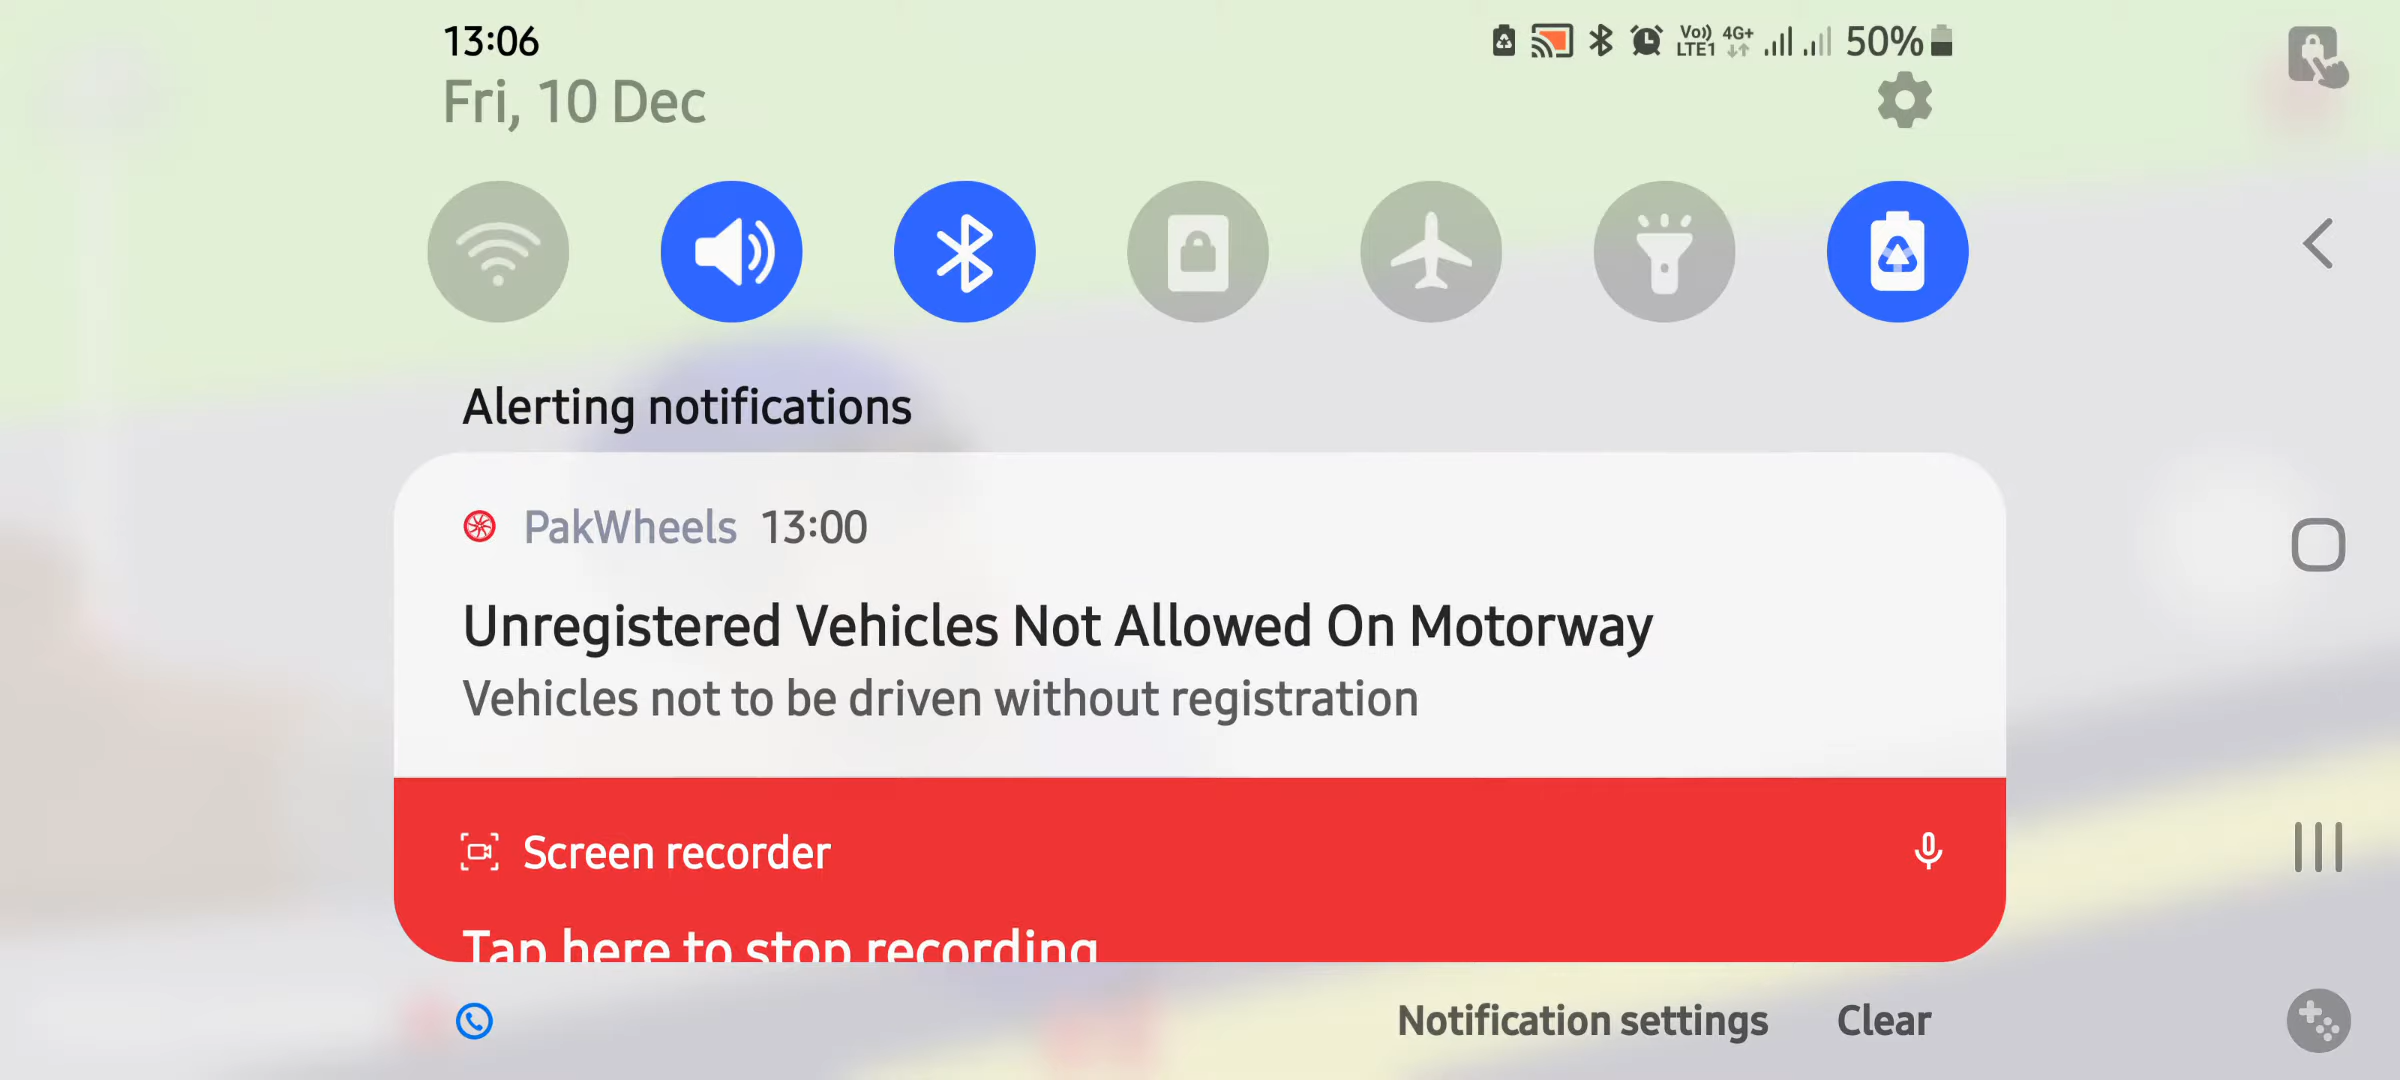 13:06
Vo)) LTE1 4G+ 50%
Fri, 10 Dec
Alerting notifications
PakWheels 13:00
Unregistered Vehicles Not Allowed On Motorway
Vehicles not to be driven without registration
Screen recorder
Tap here to stop recording
Notification settings Clear